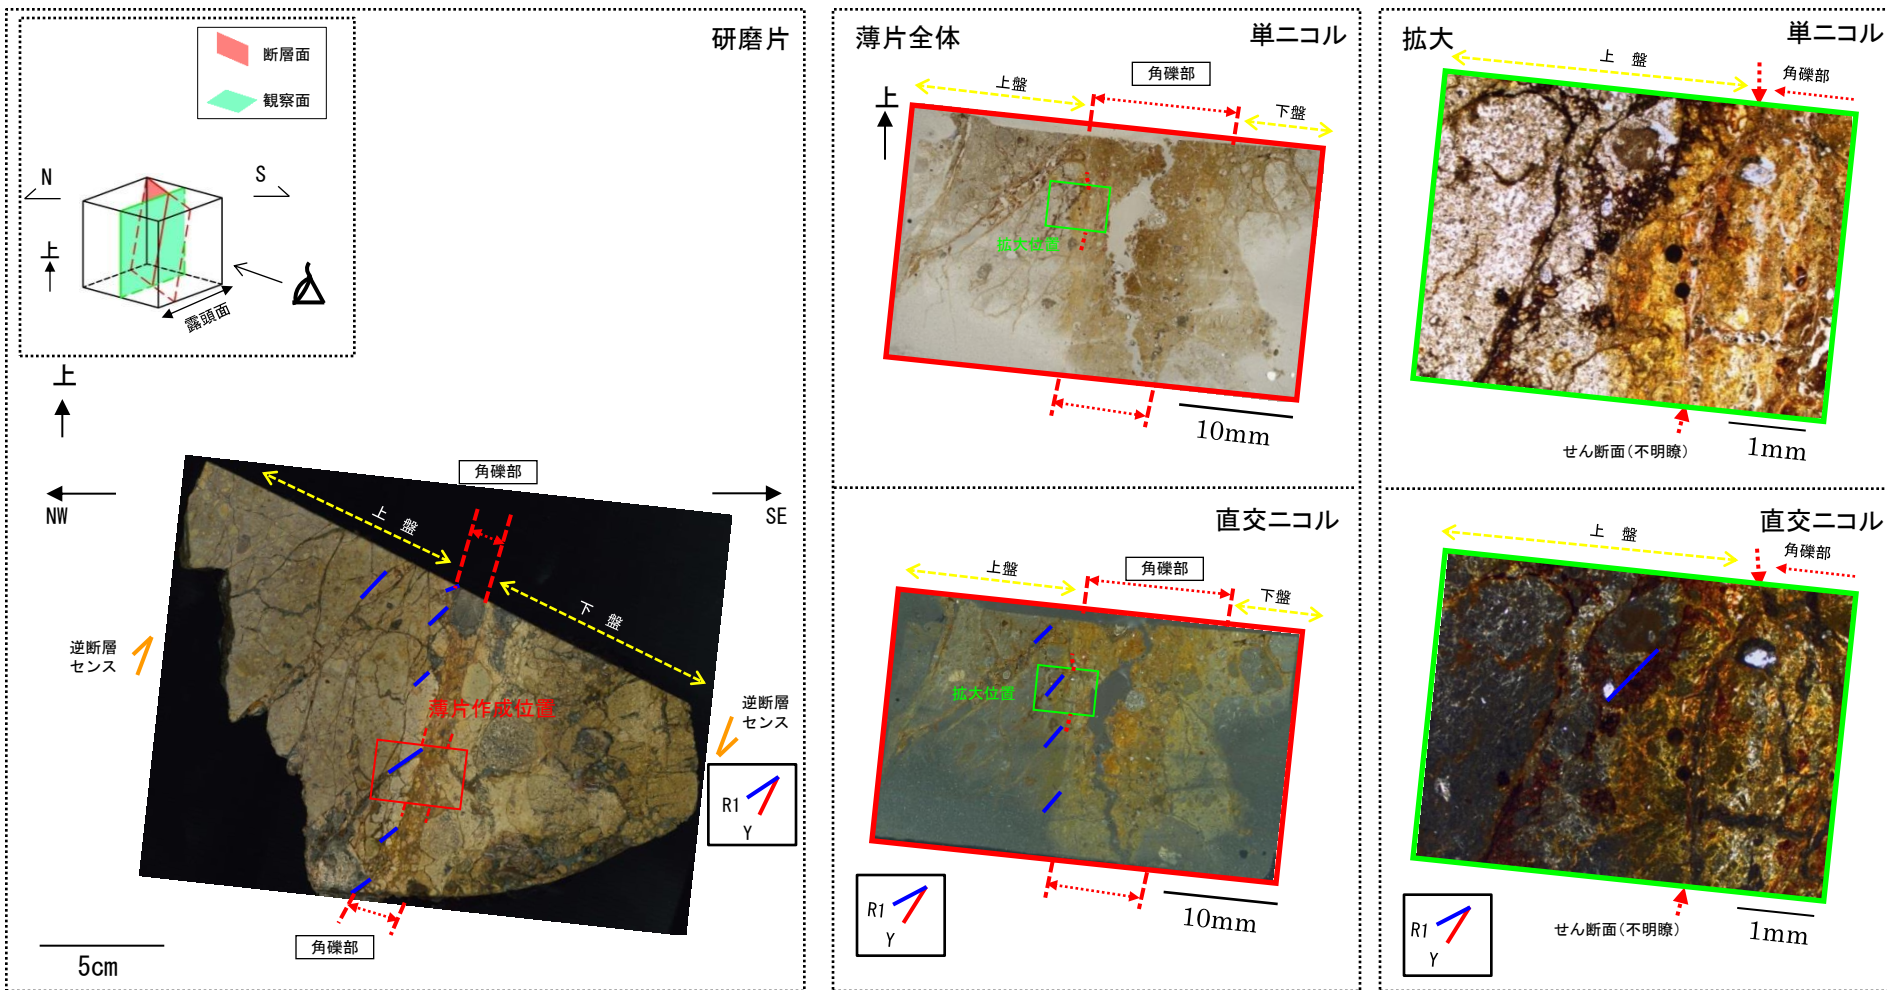 研磨片
断層面
観察面
N
S
上
露頭面
上
NW
SE
角礫部
上 盤
下 盤
逆断層
センス
薄片作成位置
逆断層
センス
R1
Y
角礫部
5cm
薄片全体
単ニコル
上
上盤
角礫部
下盤
拡大位置
10mm
直交ニコル
上盤
角礫部
下盤
拡大位置
R1
Y
10mm
拡大
単ニコル
上 盤
角礫部
せん断面(不明瞭)
1mm
直交ニコル
上 盤
角礫部
せん断面(不明瞭)
R1
Y
1mm